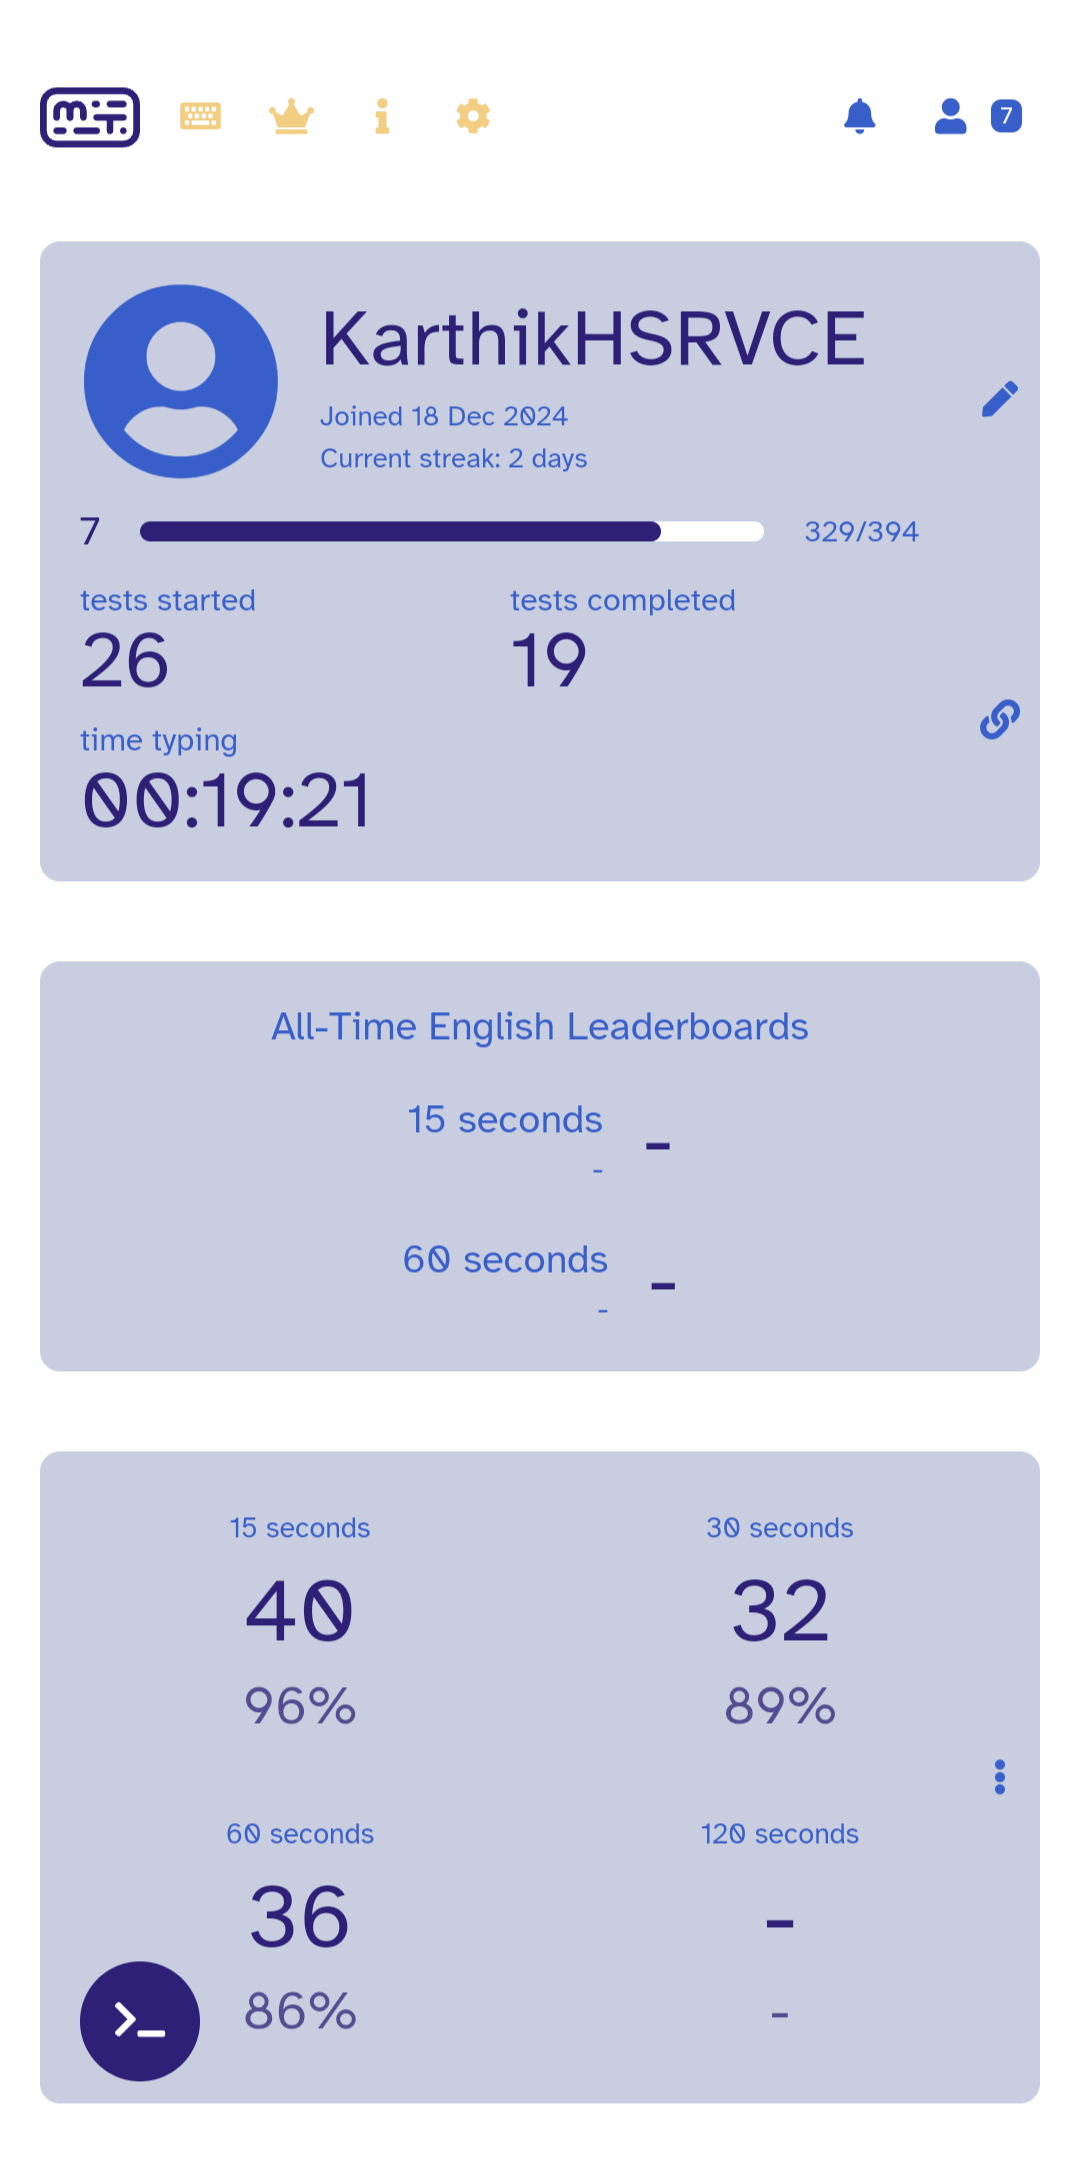 mT
7
KarthikHSRVCE
Joined 18 Dec 2024
Current streak: 2 days
7 329/394
tests started tests completed
26 19
time typing
00:19:21
All-Time English Leaderboards
15 seconds -
-
60 seconds -
-
15 seconds 30 seconds
40 32
96% 89%
60 seconds 120 seconds
36 -
86% -